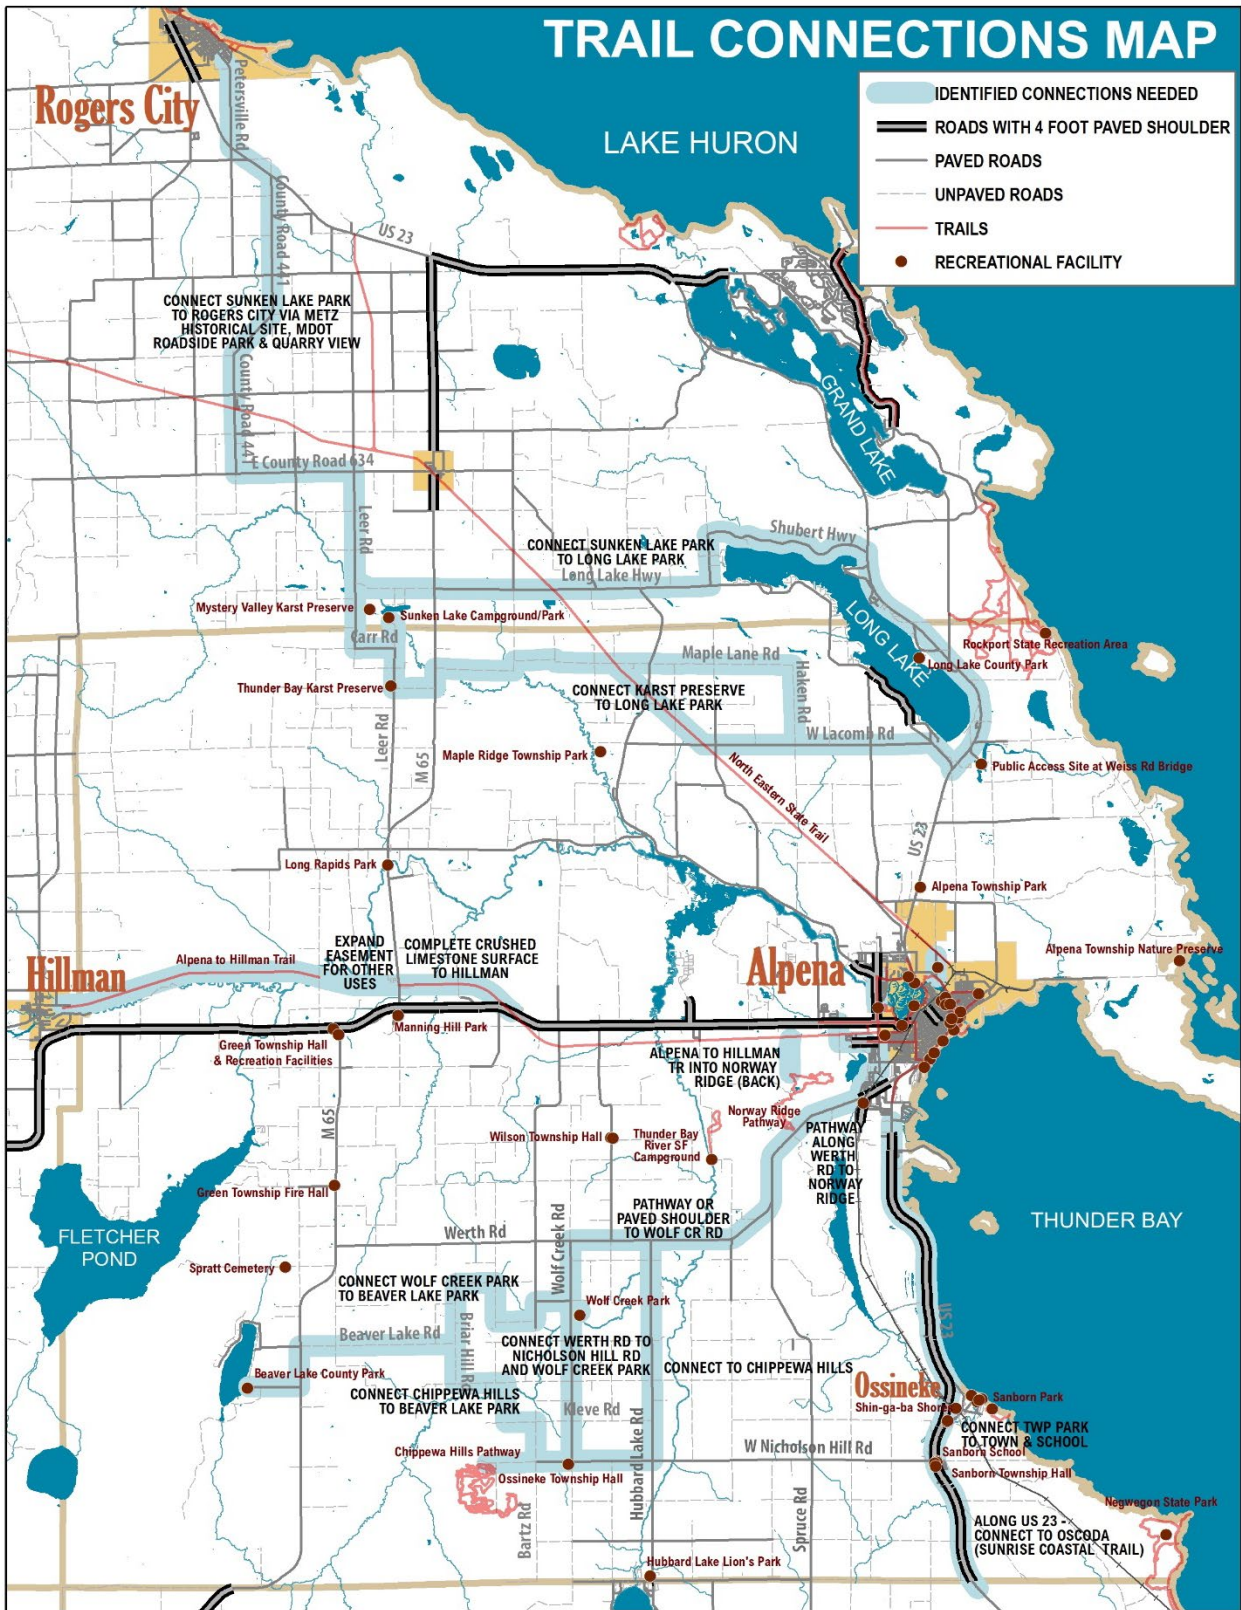 TRAIL CONNECTIONS MAP
IDENTIFIED CONNECTIONS NEEDED
ROADS WITH 4 FOOT PAVED SHOULDER
PAVED ROADS
UNPAVED ROADS
TRAILS
RECREATIONAL FACILITY
LAKE HURON
Rogers City
Petersville Rd
County Road 441
US 23
CONNECT SUNKEN LAKE PARK
TO ROGERS CITY VIA METZ
HISTORICAL SITE, MDOT
ROADSIDE PARK & QUARRY VIEW
County Road 441
E County Road 634
GRAND LAKE
Leer Rd
Shubert Hwy
CONNECT SUNKEN LAKE PARK
TO LONG LAKE PARK
Long Lake Hwy
Mystery Valley Karst Preserve
Sunken Lake Campground/Park
Carr Rd
LONG LAKE
Rockport State Recreation Area
Long Lake County Park
Maple Lane Rd
Haken Rd
Thunder Bay Karst Preserve
CONNECT KARST PRESERVE
TO LONG LAKE PARK
W Lacomb Rd
Leer Rd
M 65
Maple Ridge Township Park
North Eastern State Trail
Public Access Site at Weiss Rd Bridge
US 23
Long Rapids Park
Alpena Township Park
Hillman
Alpena to Hillman Trail
EXPAND
EASEMENT
FOR OTHER
USES
COMPLETE CRUSHED
LIMESTONE SURFACE
TO HILLMAN
Alpena
Alpena Township Nature Preserve
Manning Hill Park
Green Township Hall
& Recreation Facilities
ALPENA TO HILLMAN
TR INTO NORWAY
RIDGE (BACK)
M 65
Norway Ridge
Pathway
Wilson Township Hall
Thunder Bay
River SF
Campground
PATHWAY
ALONG
WERTH
RD TO
NORWAY
RIDGE
Green Township Fire Hall
FLETCHER
POND
Werth Rd
Wolf Creek Rd
PATHWAY OR
PAVED SHOULDER
TO WOLF CR RD
THUNDER BAY
Spratt Cemetery
CONNECT WOLF CREEK PARK
TO BEAVER LAKE PARK
Wolf Creek Park
US23
Beaver Lake Rd
Briar Hill Rd
CONNECT WERTH RD TO
NICHOLSON HILL RD
AND WOLF CREEK PARK
CONNECT TO CHIPPEWA HILLS
Beaver Lake County Park
CONNECT CHIPPEWA HILLS
TO BEAVER LAKE PARK
Kleve Rd
Hubbard Lake Rd
Ossineke
Shin-ga-ba Shores
Sanborn Park
CONNECT TWP PARK
TO TOWN & SCHOOL
Chippewa Hills Pathway
Ossineke Township Hall
W Nicholson Hill Rd
Sanborn School
Sanborn Township Hall
Bartz Rd
Spruce Rd
Negwegon State Park
ALONG US 23 -
CONNECT TO OSCODA
(SUNRISE COASTAL TRAIL)
Hubbard Lake Lion's Park